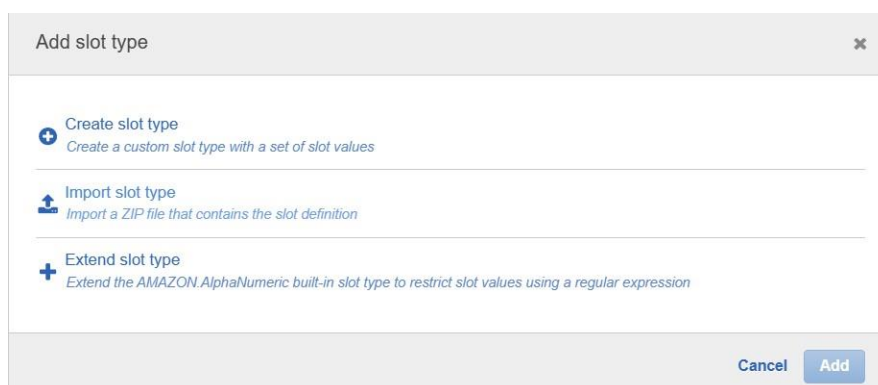 Add slot type
Create slot type
Create a custom slot type with a set of slot values
Import slot type
Import a ZIP file that contains the slot definition
Extend slot type
Extend the AMAZON.AlphaNumeric built-in slot type to restrict slot values using a regular expression
Cancel Add